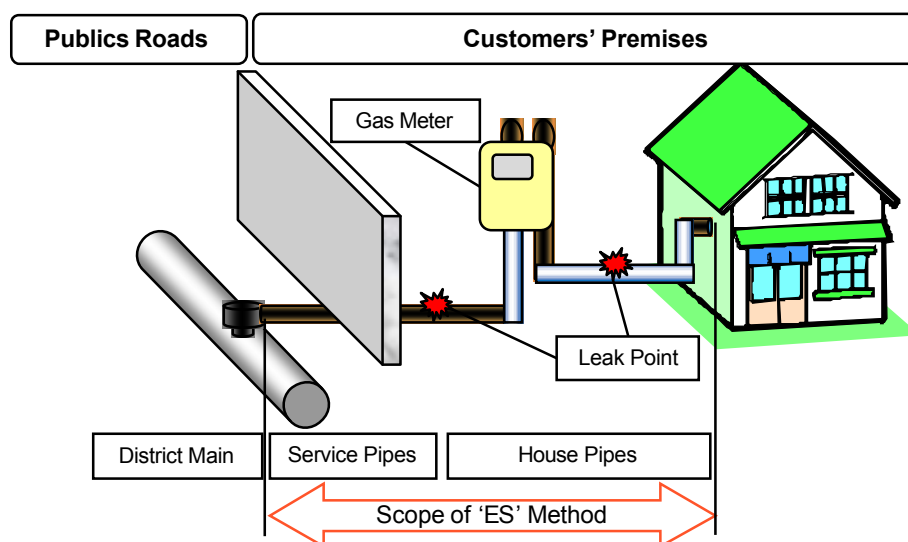 Publics Roads
Customers’ Premises
Gas Meter
Leak Point
District Main
Service Pipes
House Pipes
Scope of ‘ES’ Method